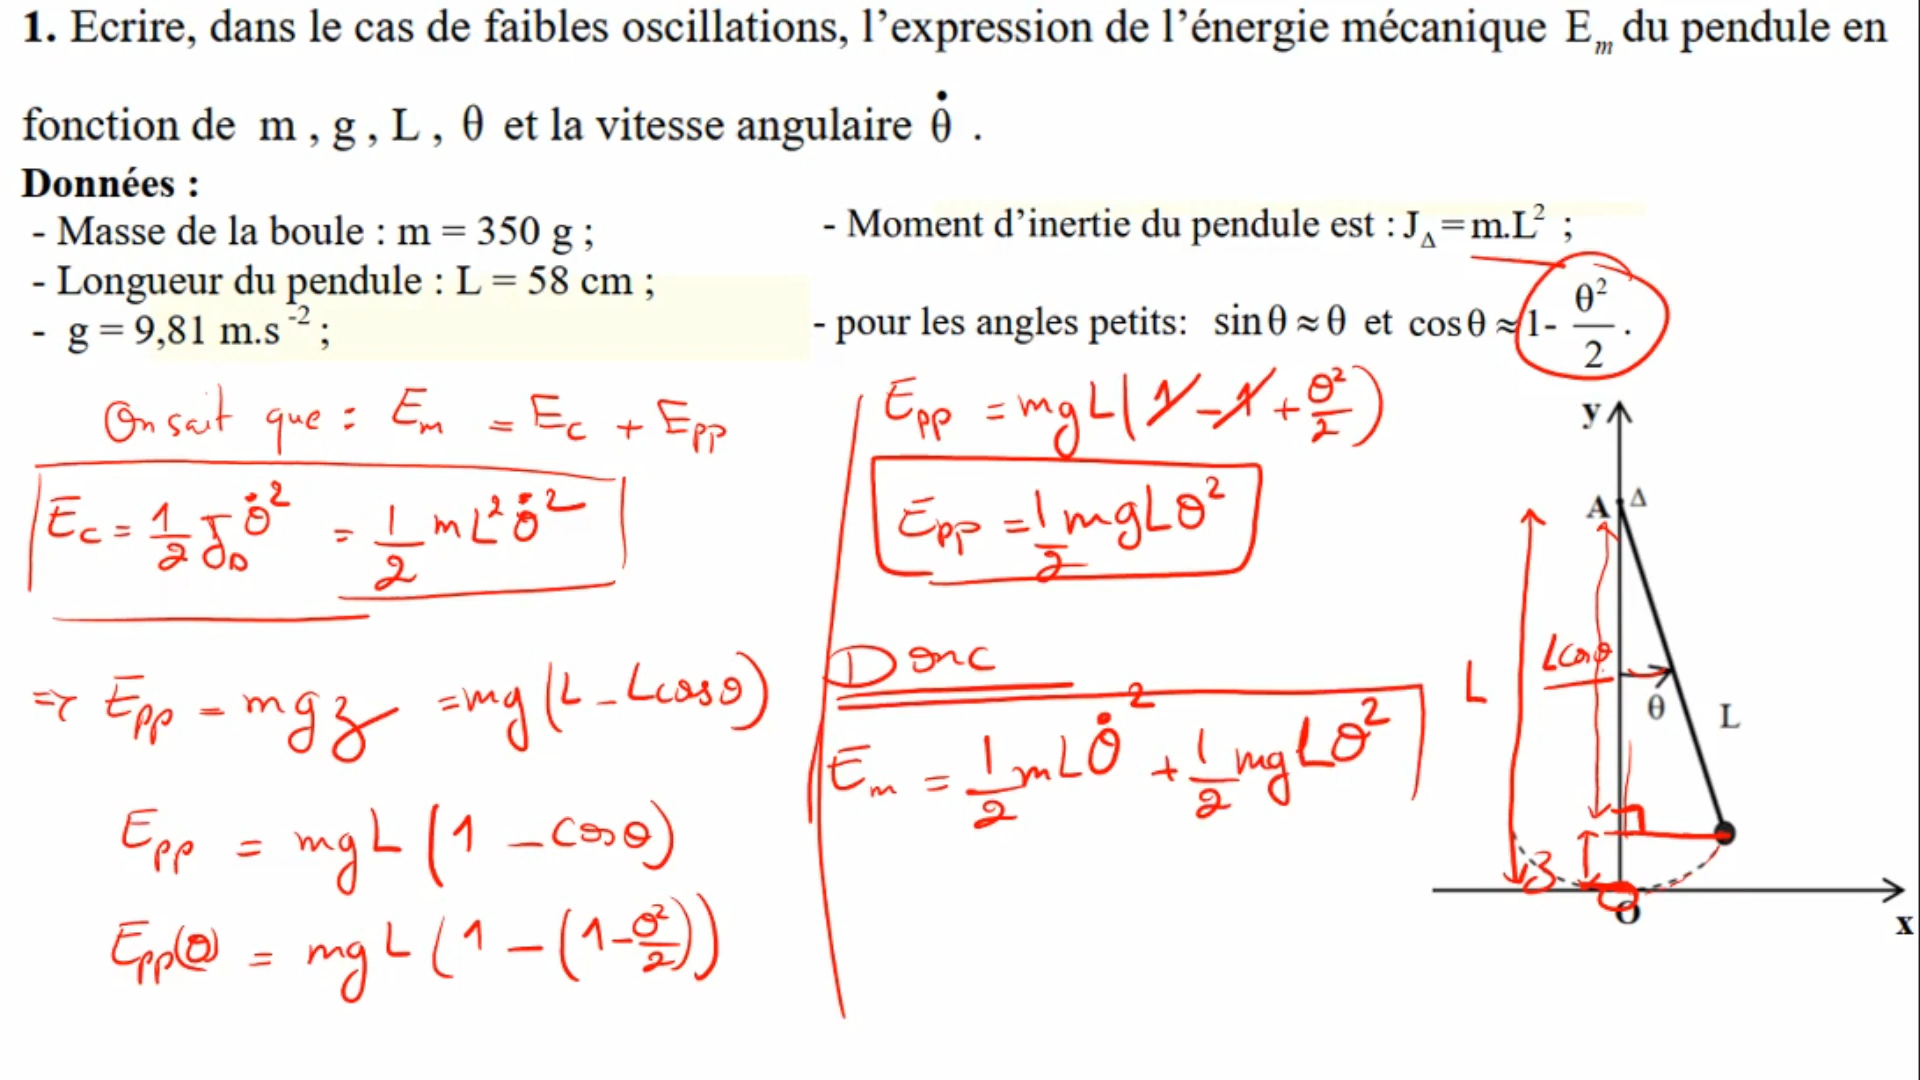 1. Ecrire, dans le cas de faibles oscillations, l'expression de l'énergie mécanique Eₘ du pendule en
fonction de m , g , L , θ et la vitesse angulaire θ̇ .
Données :
- Masse de la boule : m = 350 g ;
- Longueur du pendule : L = 58 cm ;
- g = 9,81 m.s⁻² ;
- Moment d'inertie du pendule est : J_Δ = m.L² ;
- pour les angles petits: sinθ ≈ θ et cosθ ≈ 1- θ²/2 .
On sait que : Em = Ec + Epp
Ec = 1/2 J_Δ θ̇² = 1/2 mL² θ̇²
=> Epp = mgz = mg(L - Lcosθ)
Epp = mgL (1 - cosθ)
Epp(θ) = mgL (1 - (1 - θ²/2))
Epp = mgL(1 - 1 + θ²/2)
Epp = 1/2 mgLθ²
Donc
Em = 1/2 mLθ̇² + 1/2 mgLθ²
y
A Δ
Lcosθ
L
θ
L
z
O
x